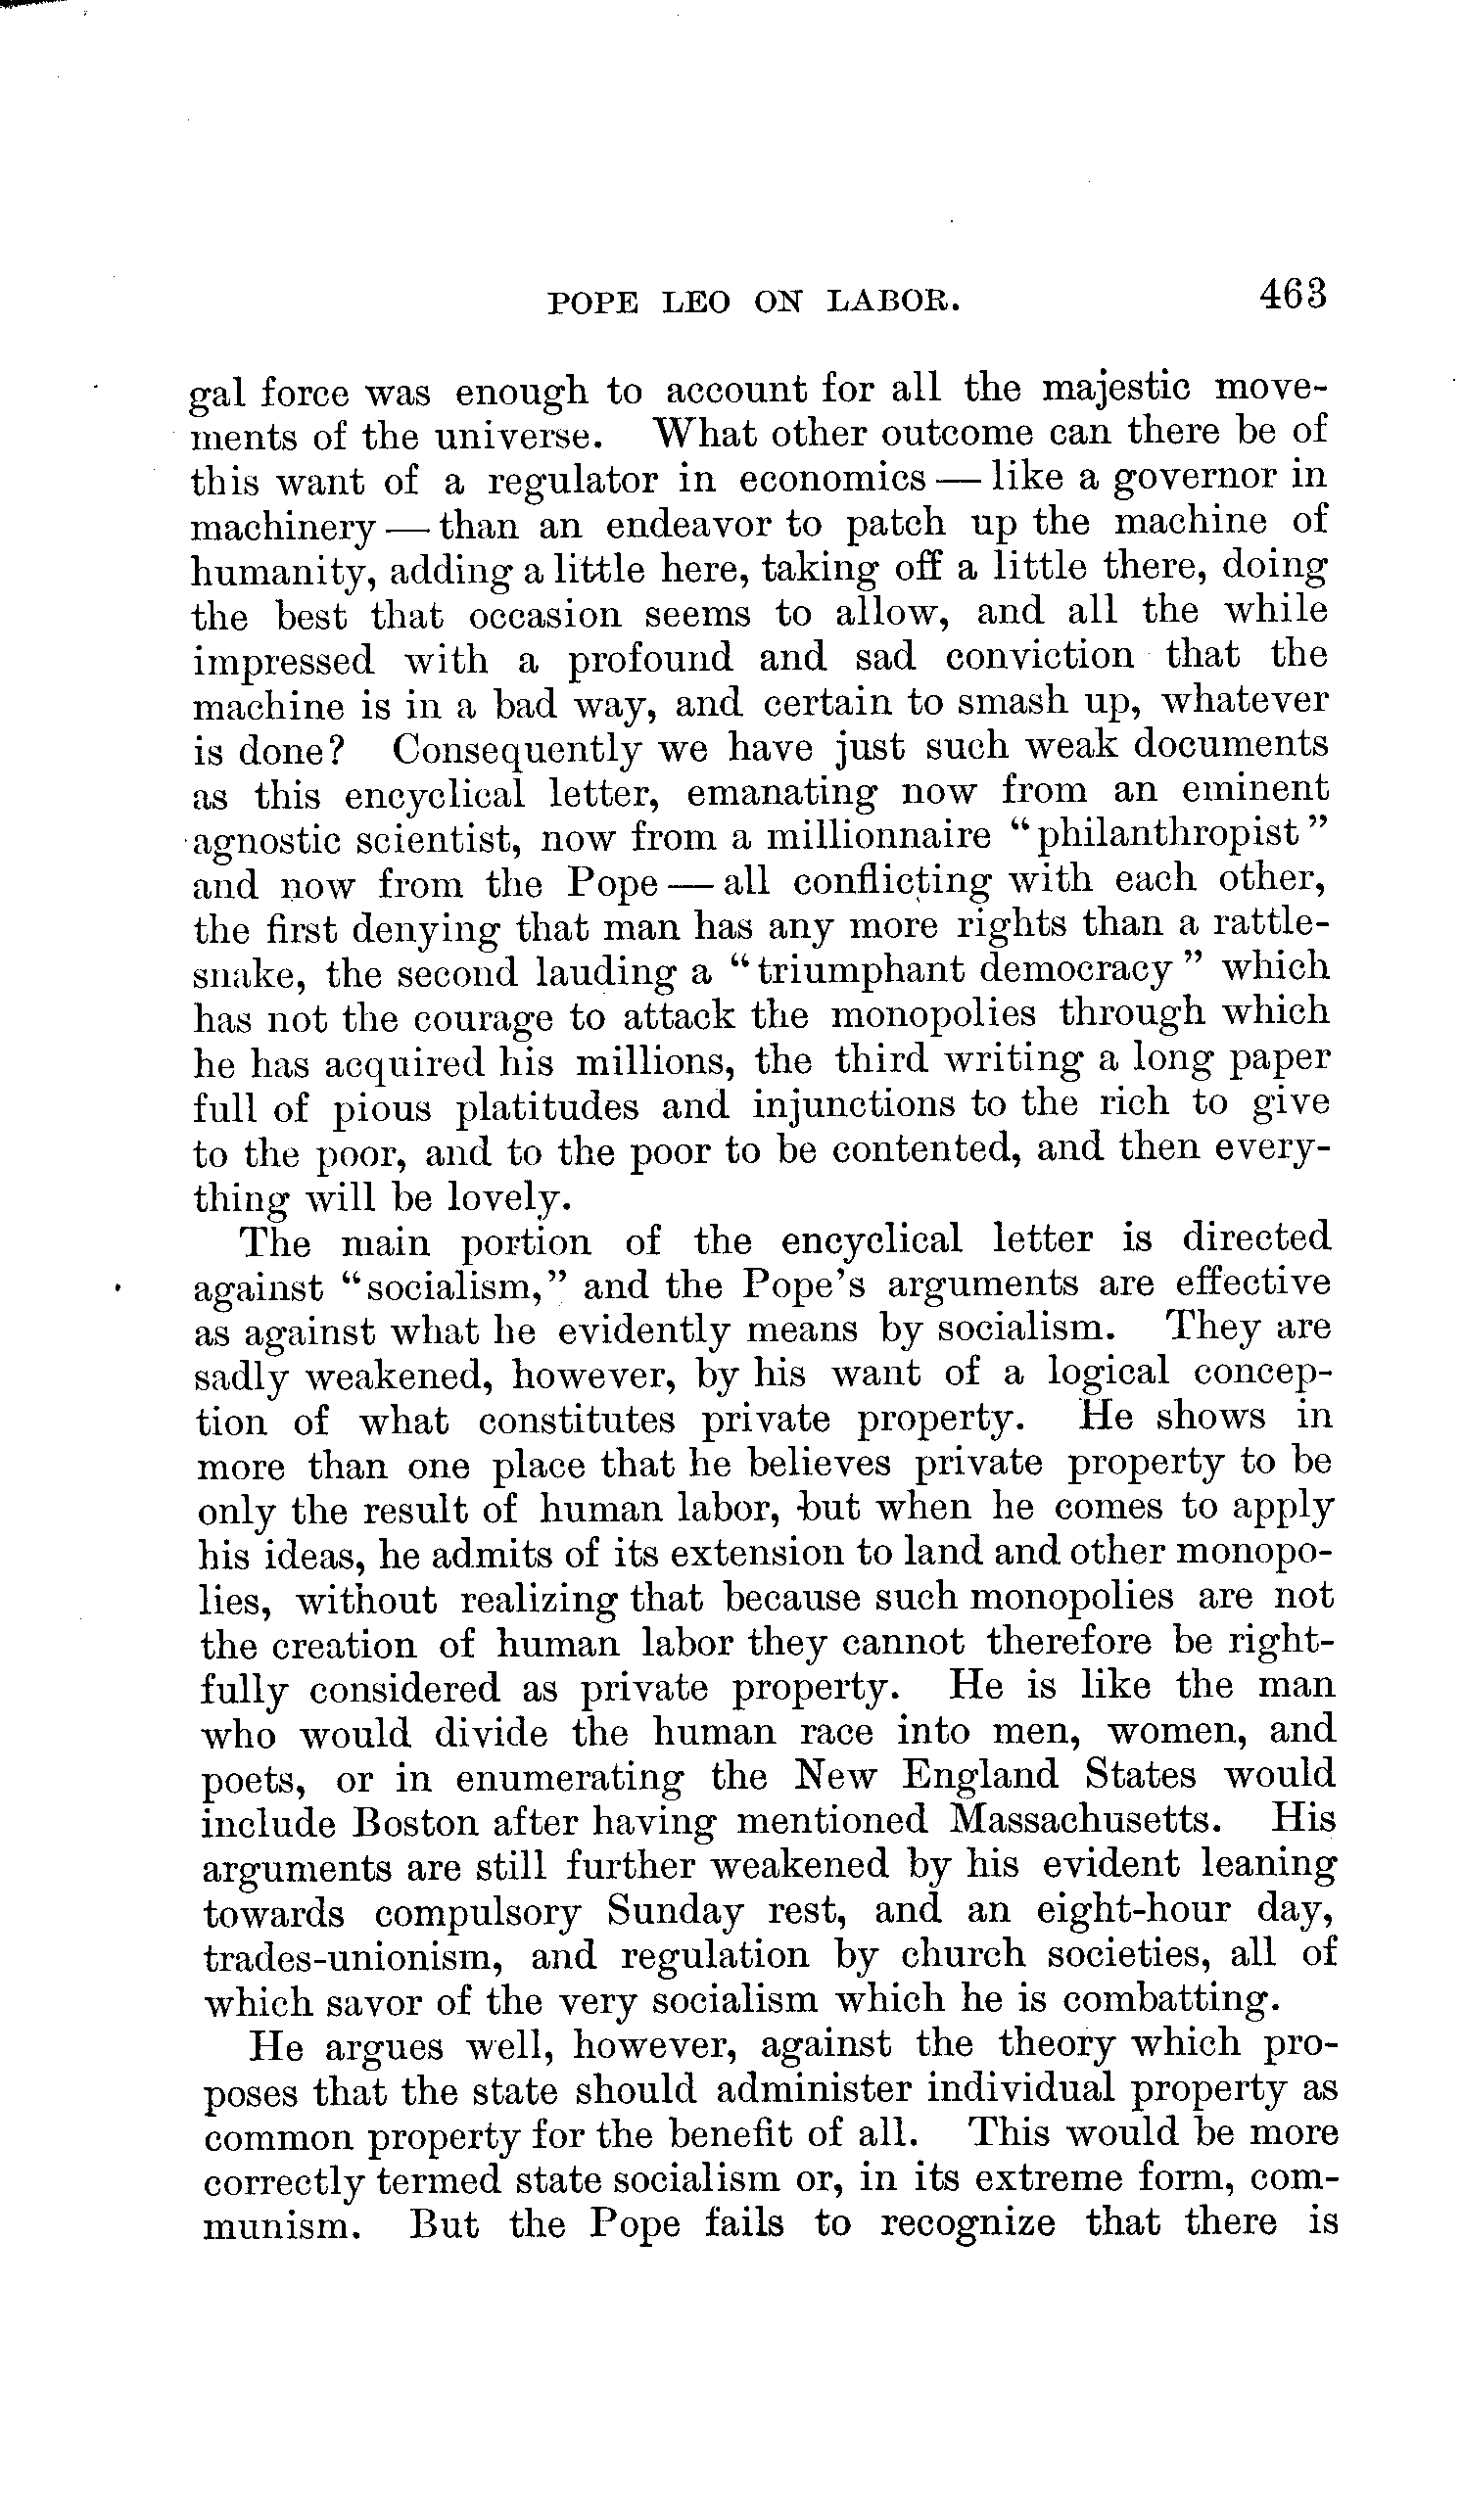 POPE LEO ON LABOR. 463
gal force was enough to account for all the majestic move-
ments of the universe. What other outcome can there be of
this want of a regulator in economics — like a governor in
machinery — than an endeavor to patch up the machine of
humanity, adding a little here, taking off a little there, doing
the best that occasion seems to allow, and all the while
impressed with a profound and sad conviction that the
machine is in a bad way, and certain to smash up, whatever
is done? Consequently we have just such weak documents
as this encyclical letter, emanating now from an eminent
agnostic scientist, now from a millionnaire "philanthropist"
and now from the Pope — all conflicting with each other,
the first denying that man has any more rights than a rattle-
snake, the second lauding a "triumphant democracy" which
has not the courage to attack the monopolies through which
he has acquired his millions, the third writing a long paper
full of pious platitudes and injunctions to the rich to give
to the poor, and to the poor to be contented, and then every-
thing will be lovely.
The main portion of the encyclical letter is directed
against "socialism," and the Pope's arguments are effective
as against what he evidently means by socialism. They are
sadly weakened, however, by his want of a logical concep-
tion of what constitutes private property. He shows in
more than one place that he believes private property to be
only the result of human labor, but when he comes to apply
his ideas, he admits of its extension to land and other monopo-
lies, without realizing that because such monopolies are not
the creation of human labor they cannot therefore be right-
fully considered as private property. He is like the man
who would divide the human race into men, women, and
poets, or in enumerating the New England States would
include Boston after having mentioned Massachusetts. His
arguments are still further weakened by his evident leaning
towards compulsory Sunday rest, and an eight-hour day,
trades-unionism, and regulation by church societies, all of
which savor of the very socialism which he is combatting.
He argues well, however, against the theory which pro-
poses that the state should administer individual property as
common property for the benefit of all. This would be more
correctly termed state socialism or, in its extreme form, com-
munism. But the Pope fails to recognize that there is